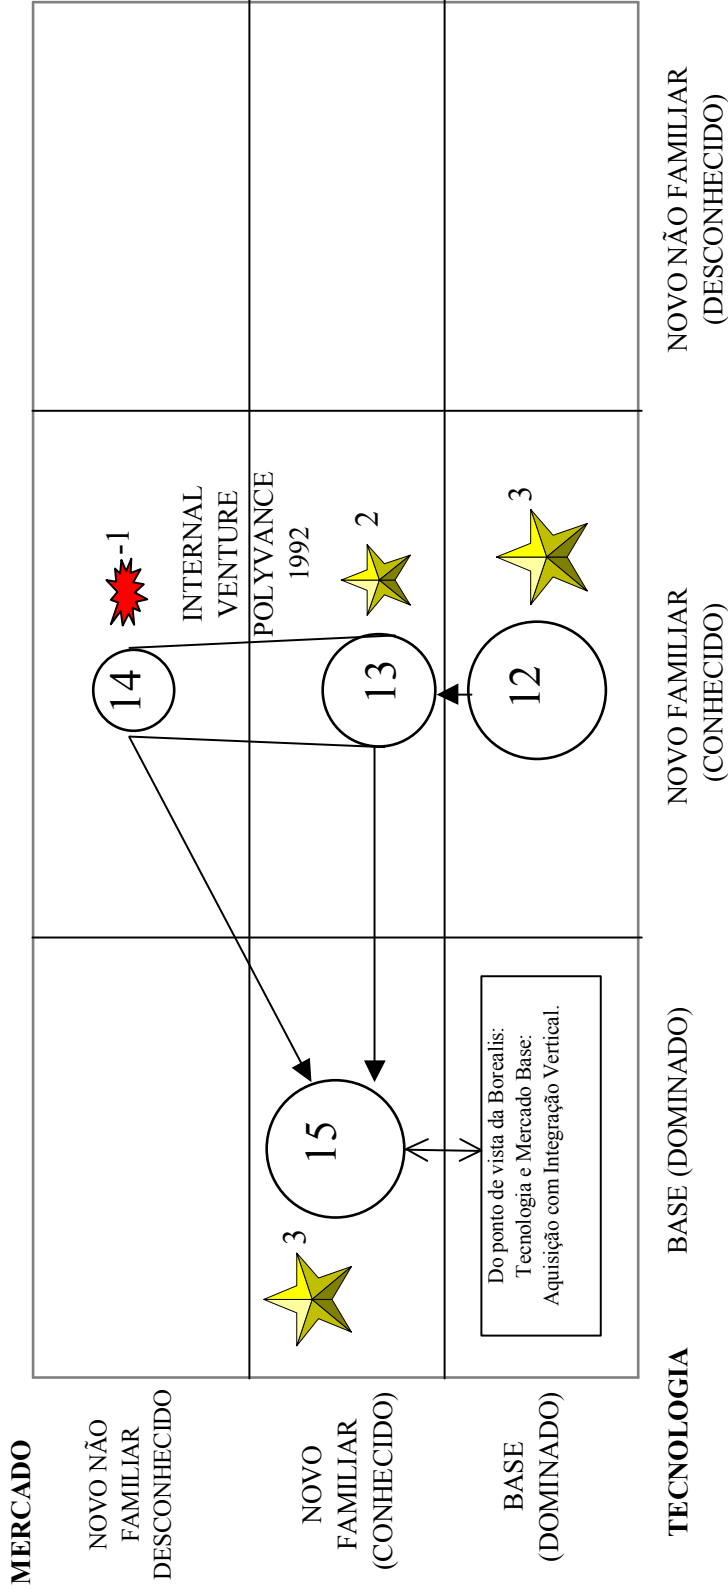 MERCADO
NOVO NÃO
FAMILIAR
DESCONHECIDO
14
-1
INTERNAL
VENTURE
POLYVANCE
1992
NOVO
FAMILIAR
(CONHECIDO)
3
15
13
2
BASE
(DOMINADO)
Do ponto de vista da Borealis:
Tecnologia e Mercado Base:
Aquisição com Integração Vertical.
12
3
TECNOLOGIA
BASE (DOMINADO)
NOVO FAMILIAR
(CONHECIDO)
NOVO NÃO FAMILIAR
(DESCONHECIDO)